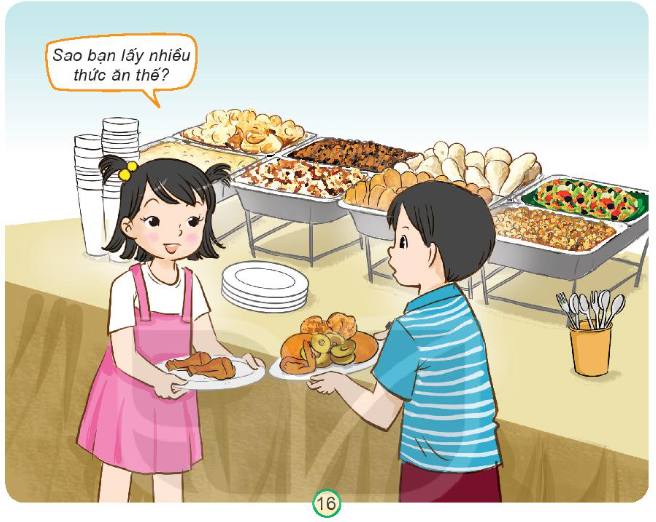 Sao bạn lấy nhiều
thức ăn thế?
16